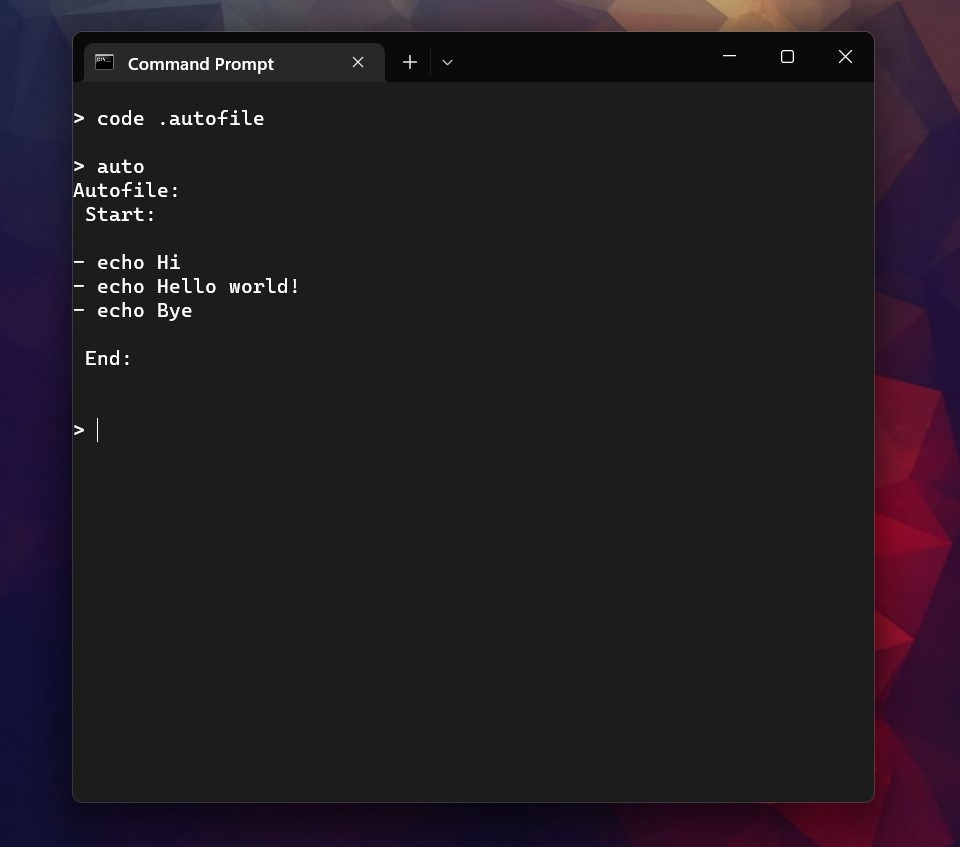 Command Prompt
> code .autofile
> auto
Autofile:
Start:
- echo Hi
- echo Hello world!
- echo Bye
End:
>